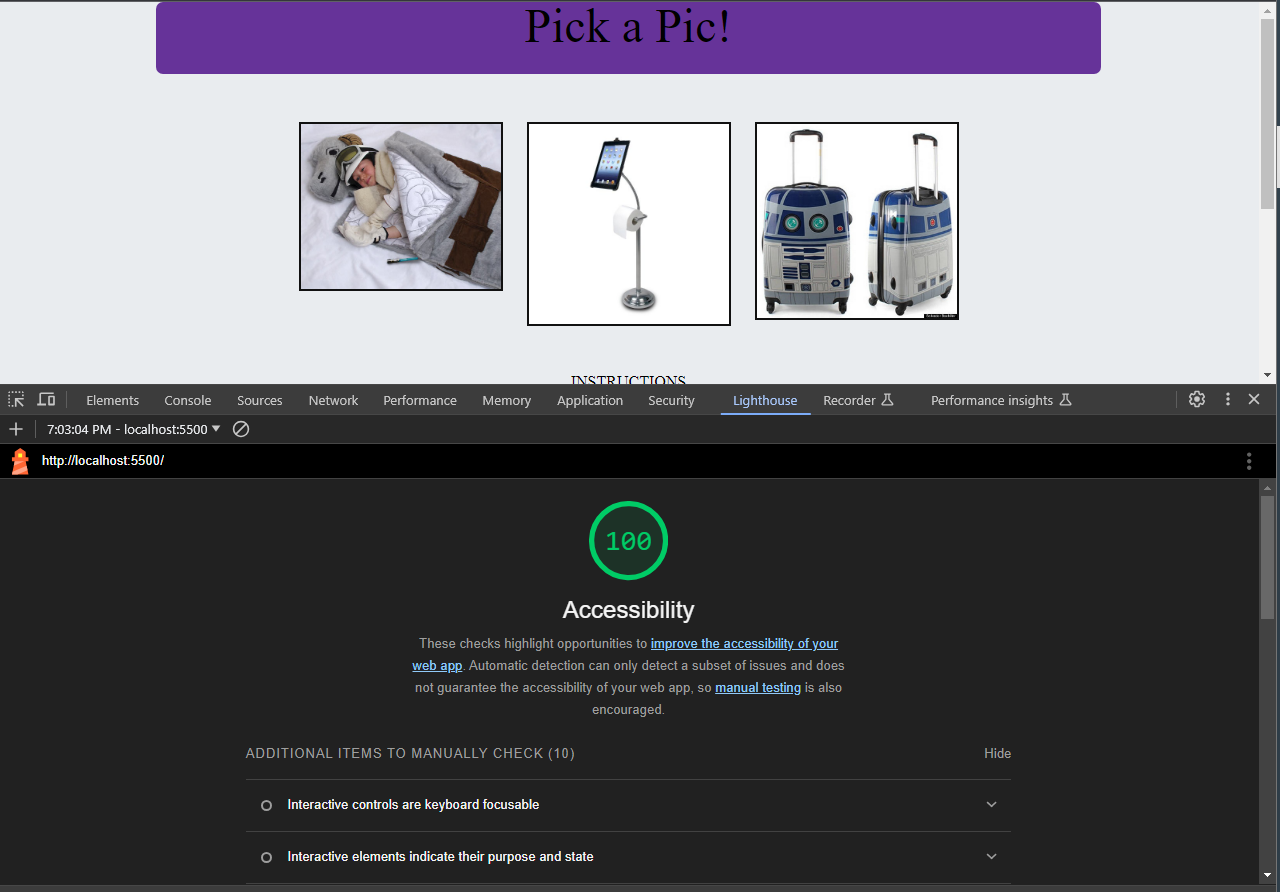 Pick a Pic!
INSTRUCTIONS
Elements Console Sources Network Performance Memory Application Security Lighthouse Recorder Performance insights
7:03:04 PM - localhost:5500
http://localhost:5500/
100
Accessibility
These checks highlight opportunities to improve the accessibility of your
web app. Automatic detection can only detect a subset of issues and does
not guarantee the accessibility of your web app, so manual testing is also
encouraged.
ADDITIONAL ITEMS TO MANUALLY CHECK (10) Hide
Interactive controls are keyboard focusable
Interactive elements indicate their purpose and state